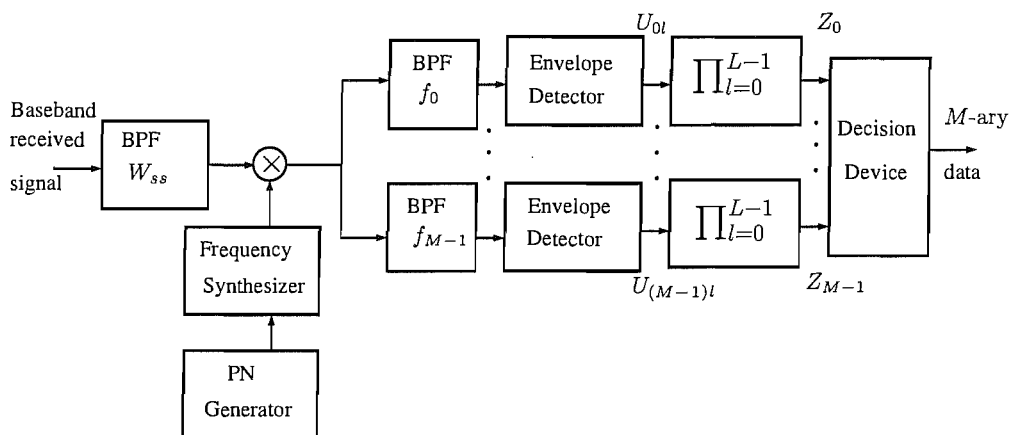 Baseband
received
signal
BPF
W_{ss}
×
Frequency
Synthesizer
PN
Generator
BPF
f_0
Envelope
Detector
U_{0l}
∏_{l=0}^{L-1}
Z_0
BPF
f_{M-1}
Envelope
Detector
U_{(M-1)l}
∏_{l=0}^{L-1}
Z_{M-1}
Decision
Device
M-ary
data